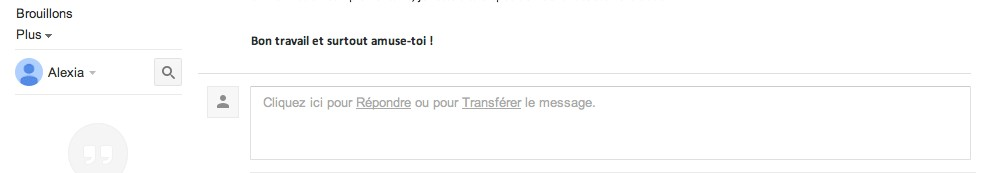 Brouillons
Plus
Bon travail et surtout amuse-toi !
Alexia
Cliquez ici pour Répondre ou pour Transférer le message.